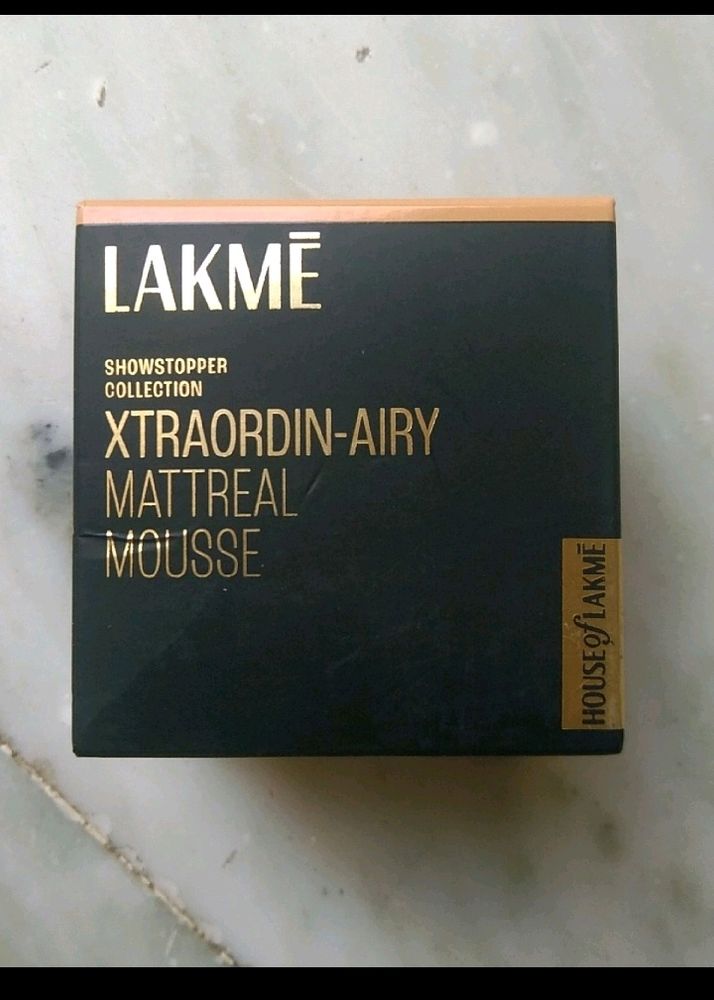 LAKMĒ
SHOWSTOPPER
COLLECTION
XTRAORDIN-AIRY
MATTREAL
MOUSSE
HOUSE of LAKMĒ